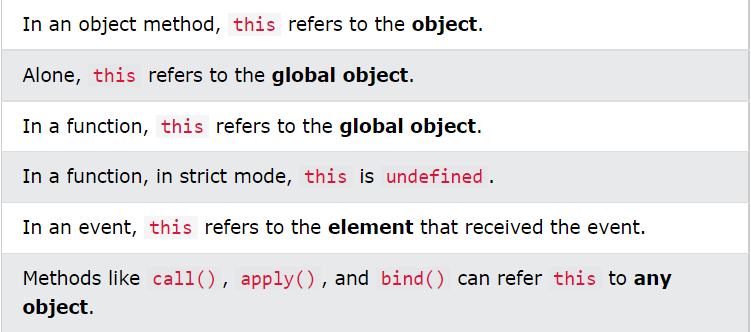 In an object method, this refers to the object.
Alone, this refers to the global object.
In a function, this refers to the global object.
In a function, in strict mode, this is undefined.
In an event, this refers to the element that received the event.
Methods like call(), apply(), and bind() can refer this to any
object.